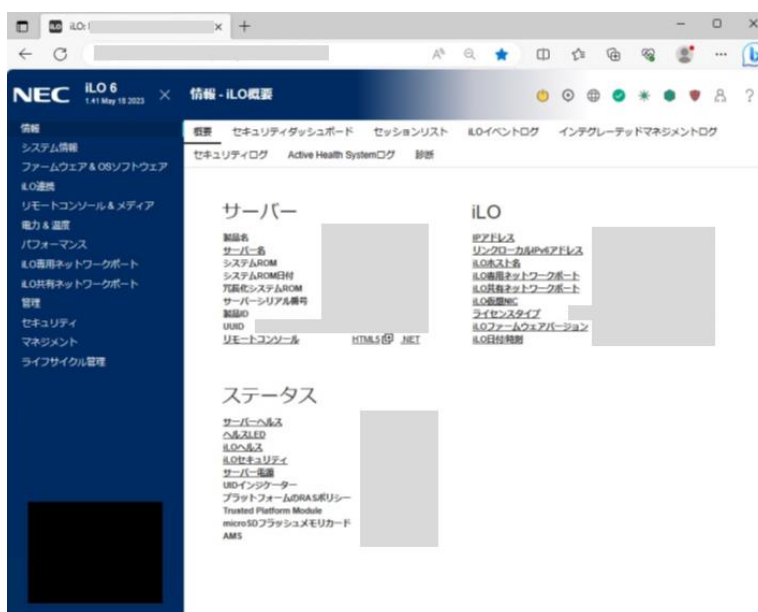 iLO:
NEC iLO 6
1.41 May 18 2023
情報 - iLO概要
情報
システム情報
ファームウェア & OSソフトウェア
iLO連携
リモートコンソール & メディア
電力 & 温度
パフォーマンス
iLO専用ネットワークポート
iLO共有ネットワークポート
管理
セキュリティ
マネジメント
ライフサイクル管理
概要 セキュリティダッシュボード セッションリスト iLOイベントログ インテグレーテッドマネジメントログ
セキュリティログ Active Health Systemログ 診断
サーバー
製品名
サーバー名
システムROM
システムROM日付
冗長化システムROM
サーバーシリアル番号
製品ID
UUID
リモートコンソール HTML5 .NET
iLO
IPアドレス
リンクローカルIPv6アドレス
iLOホスト名
iLO専用ネットワークポート
iLO共有ネットワークポート
iLO仮想NIC
ライセンスタイプ
iLOファームウェアバージョン
iLO日付時刻
ステータス
サーバーヘルス
ヘルスLED
iLOヘルス
iLOセキュリティ
サーバー電源
UIDインジケーター
プラットフォームのRASポリシー
Trusted Platform Module
microSDフラッシュメモリカード
AMS